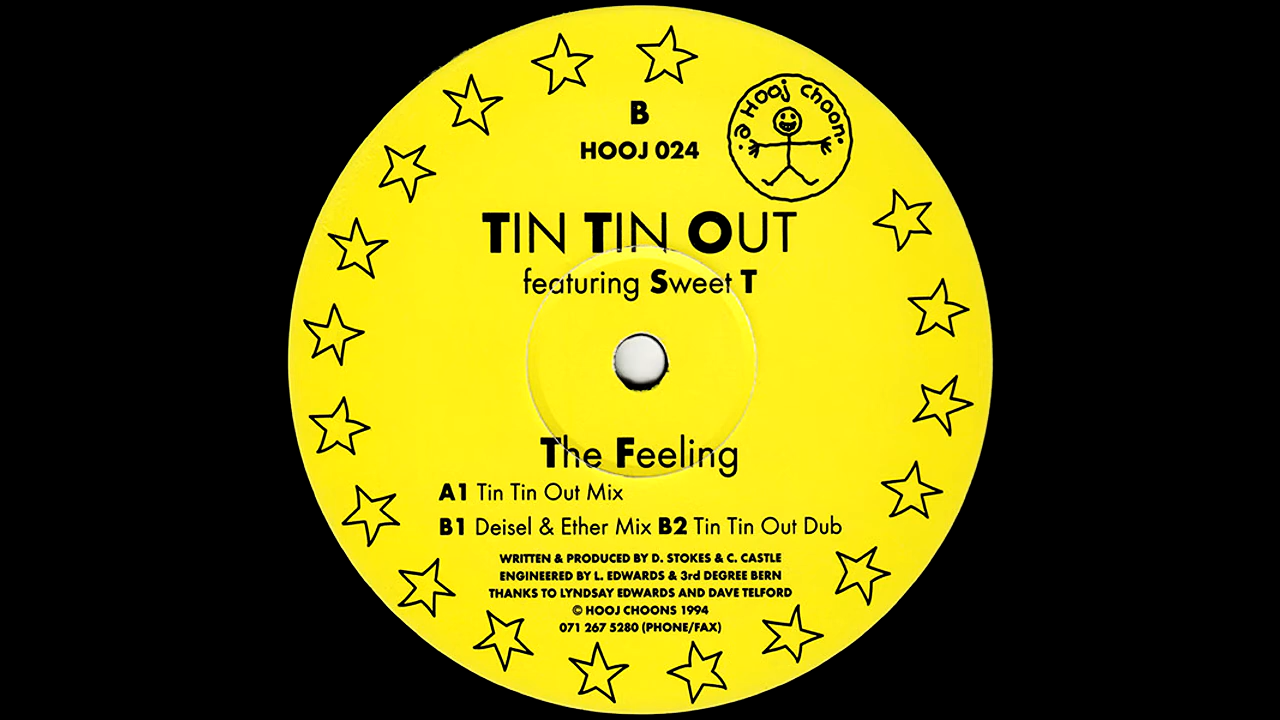 B
HOOJ 024
a Hooj Choon
TIN TIN OUT
featuring Sweet T
The Feeling
A1 Tin Tin Out Mix
B1 Deisel & Ether Mix B2 Tin Tin Out Dub
WRITTEN & PRODUCED BY D. STOKES & C. CASTLE
ENGINEERED BY L. EDWARDS & 3rd DEGREE BERN
THANKS TO LYNDSAY EDWARDS AND DAVE TELFORD
© HOOJ CHOONS 1994
071 267 5280 (PHONE/FAX)